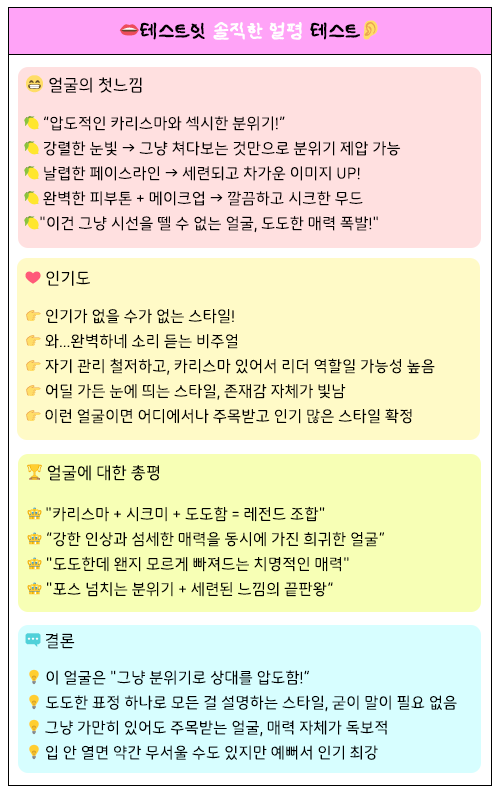 테스트힛 솔직한 얼평 테스트
얼굴의 첫느낌
“압도적인 카리스마와 섹시한 분위기!”
강렬한 눈빛 → 그냥 쳐다보는 것만으로 분위기 제압 가능
날렵한 페이스라인 → 세련되고 차가운 이미지 UP!
완벽한 피부톤 + 메이크업 → 깔끔하고 시크한 무드
"이건 그냥 시선을 뗄 수 없는 얼굴, 도도한 매력 폭발!"
인기도
인기가 없을 수가 없는 스타일!
와...완벽하네 소리 듣는 비주얼
자기 관리 철저하고, 카리스마 있어서 리더 역할일 가능성 높음
어딜 가든 눈에 띄는 스타일, 존재감 자체가 빛남
이런 얼굴이면 어디에서나 주목받고 인기 많은 스타일 확정
얼굴에 대한 총평
"카리스마 + 시크미 + 도도함 = 레전드 조합"
“강한 인상과 섬세한 매력을 동시에 가진 희귀한 얼굴”
"도도한데 왠지 모르게 빠져드는 치명적인 매력"
"포스 넘치는 분위기 + 세련된 느낌의 끝판왕“
결론
이 얼굴은 "그냥 분위기로 상대를 압도함!”
도도한 표정 하나로 모든 걸 설명하는 스타일, 굳이 말이 필요 없음
그냥 가만히 있어도 주목받는 얼굴, 매력 자체가 독보적
입 안 열면 약간 무서울 수도 있지만 예뻐서 인기 최강